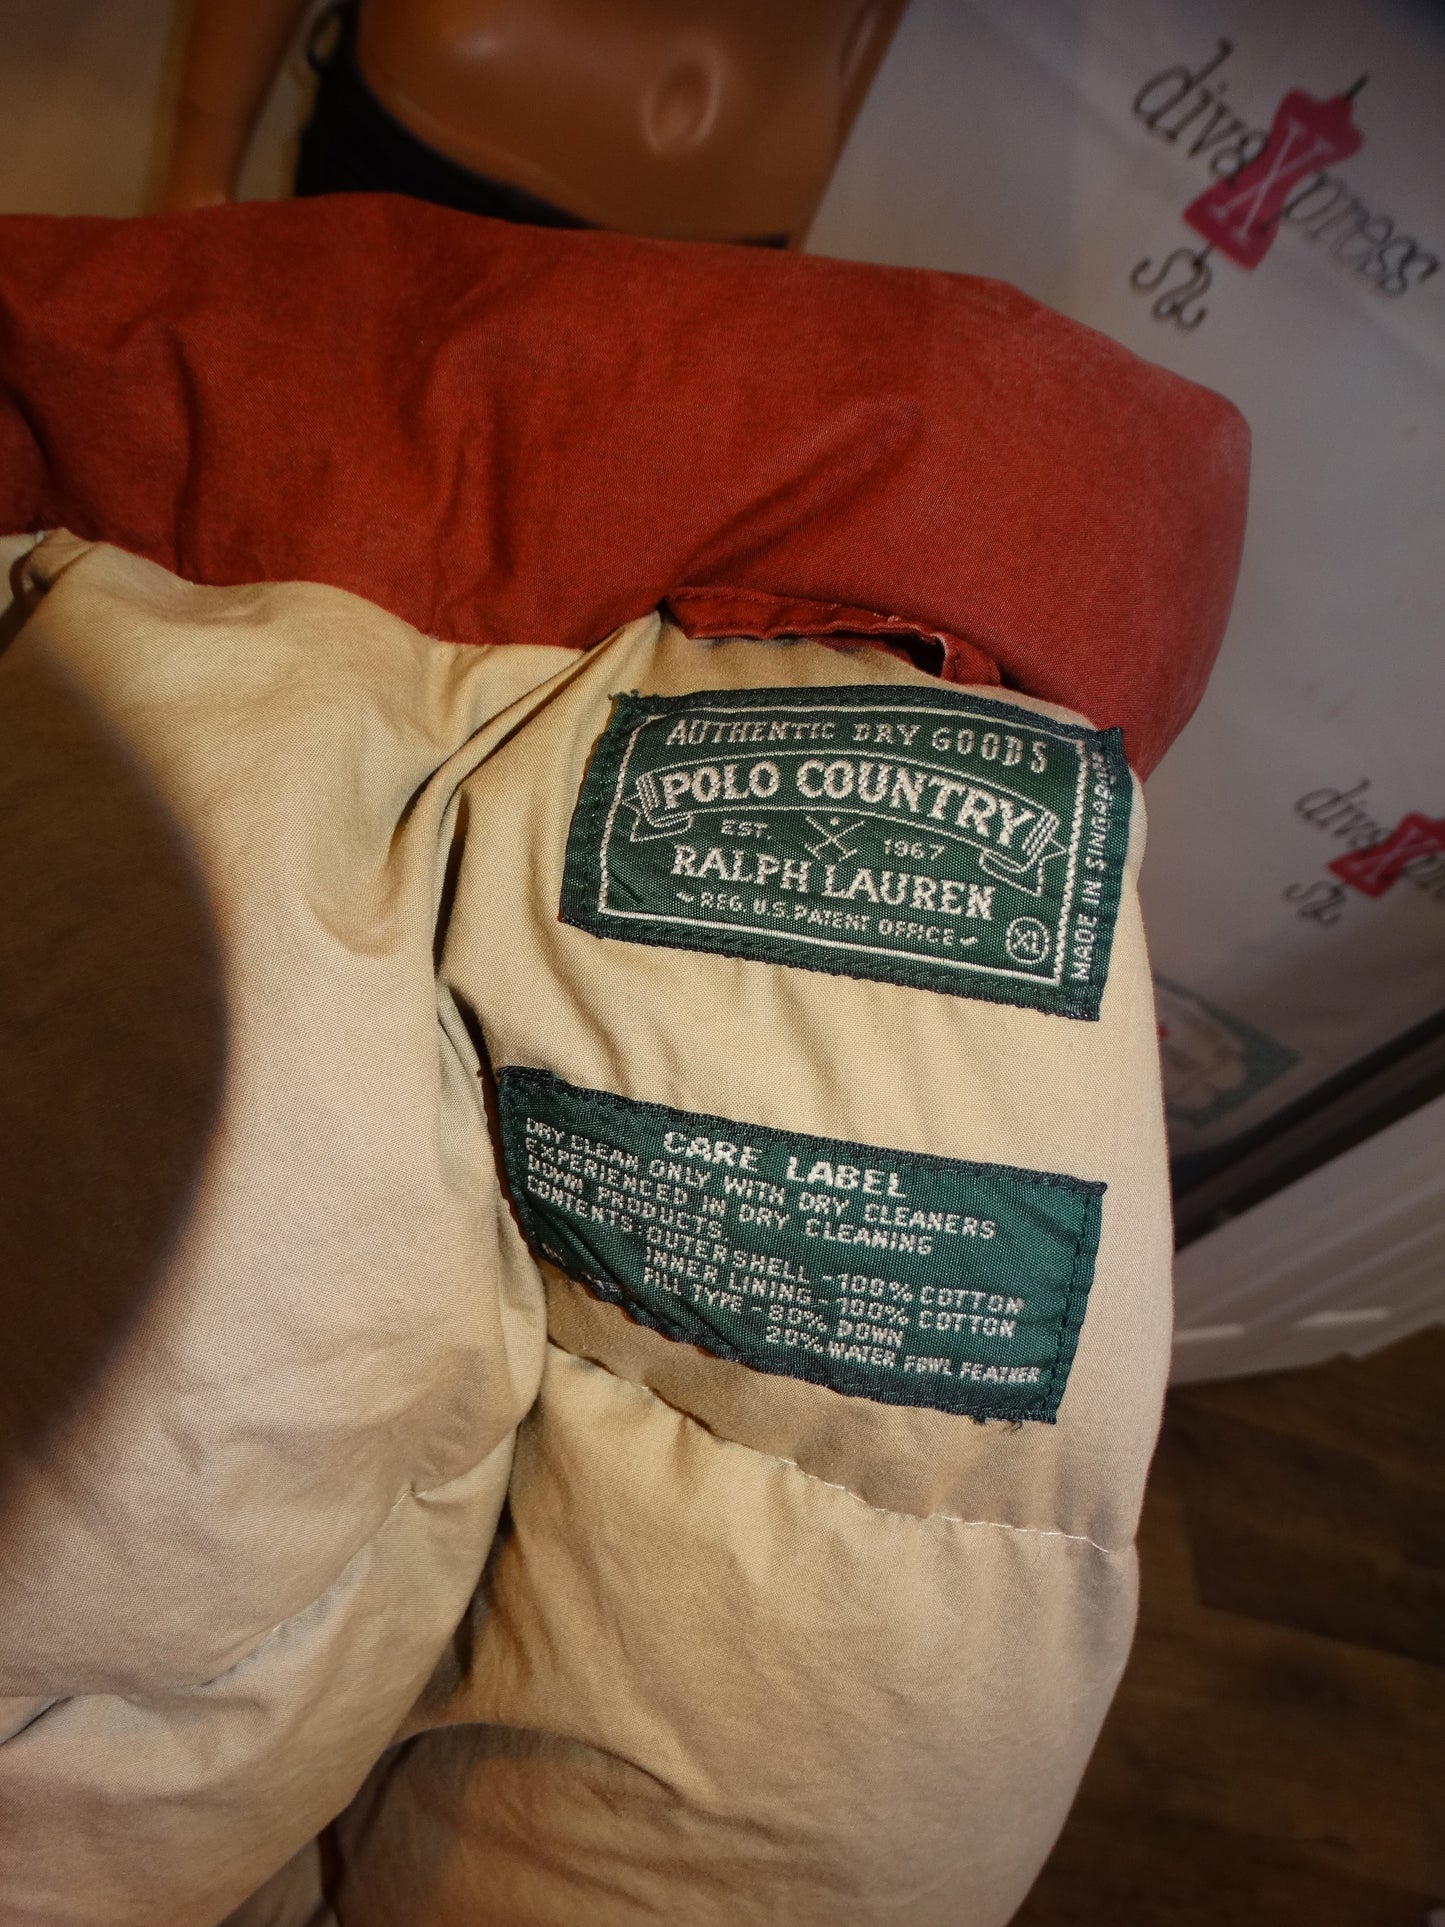 divaXpress
AUTHENTIC DRY GOODS
POLO COUNTRY
EST. 1967
RALPH LAUREN
REG. U.S. PATENT OFFICE
XL
MADE IN SINGAPORE
CARE LABEL
DRY CLEAN ONLY WITH DRY CLEANERS
EXPERIENCED IN DRY CLEANING
DOWN PRODUCTS.
CONTENTS: OUTERSHELL - 100% COTTON
INNER LINING - 100% COTTON
FILL TYPE - 80% DOWN
20% WATER FOWL FEATHER